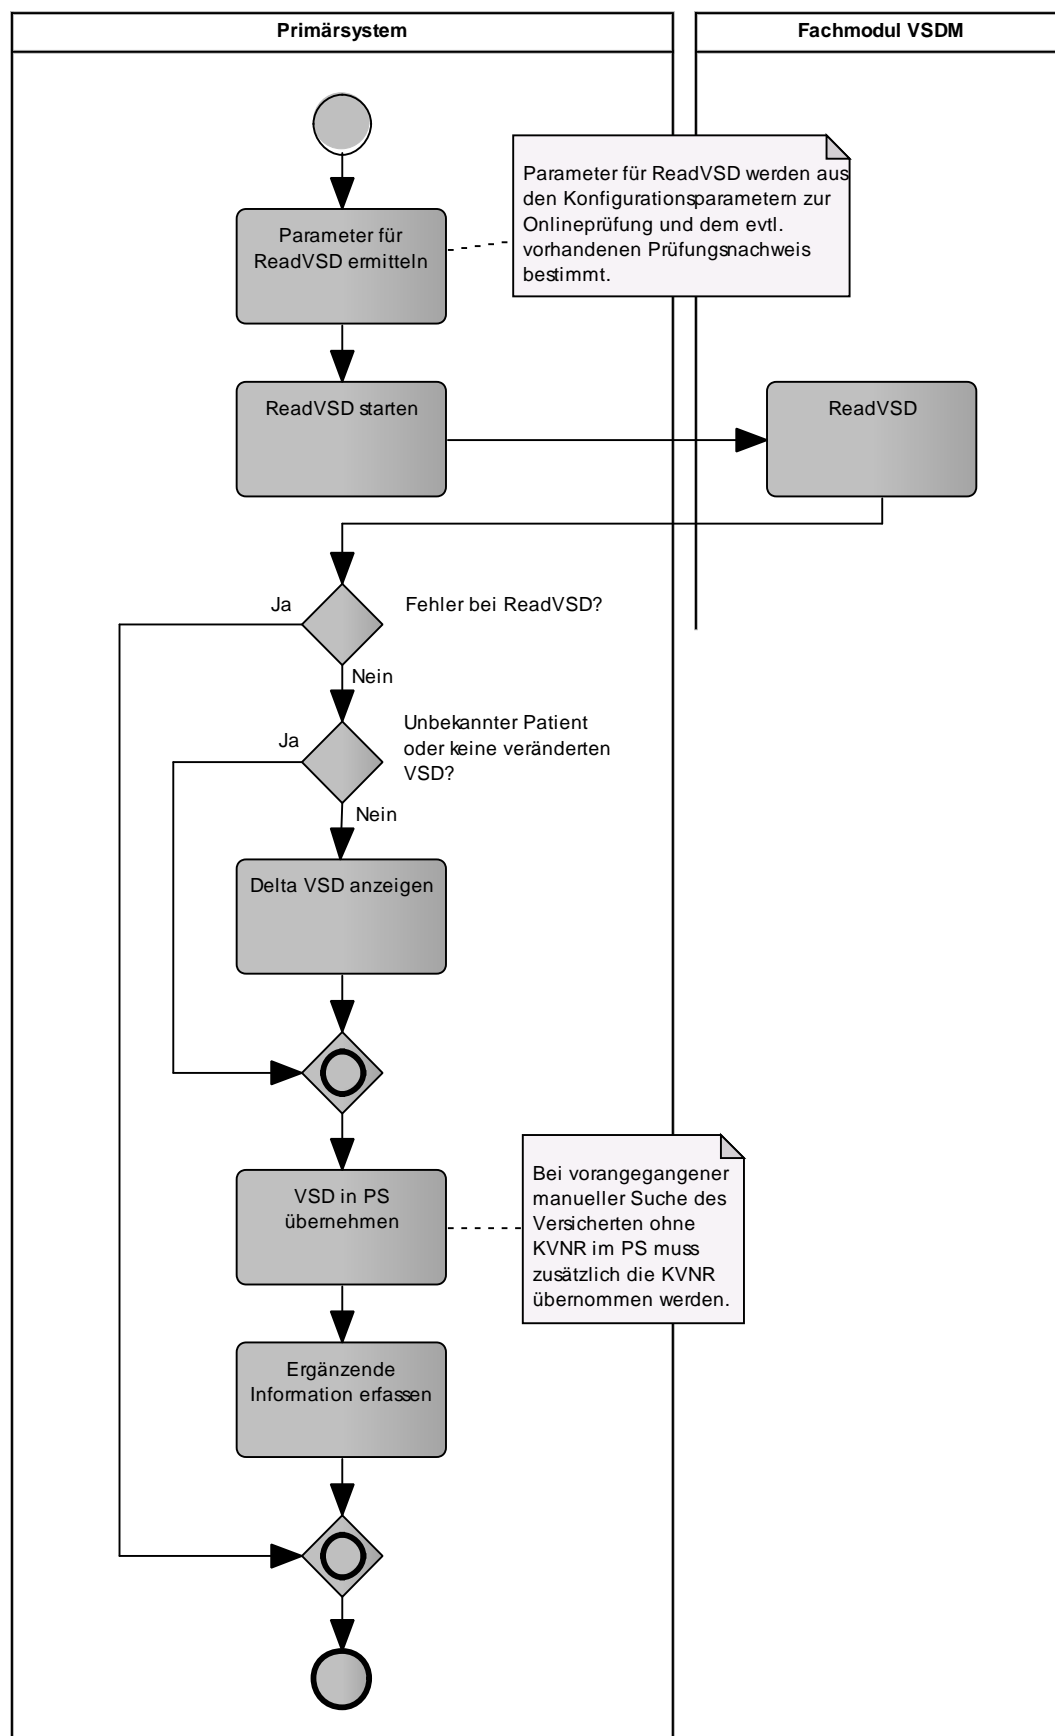 Primärsystem
Fachmodul VSDM
Parameter für ReadVSD werden aus
den Konfigurationsparametern zur
Onlineprüfung und dem evtl.
vorhandenen Prüfungsnachweis
bestimmt.
Parameter für
ReadVSD ermitteln
ReadVSD starten
ReadVSD
Ja
Fehler bei ReadVSD?
Nein
Unbekannter Patient
oder keine veränderten
VSD?
Ja
Nein
Delta VSD anzeigen
Bei vorangegangener
manueller Suche des
Versicherten ohne
KVNR im PS muss
zusätzlich die KVNR
übernommen werden.
VSD in PS
übernehmen
Ergänzende
Information erfassen